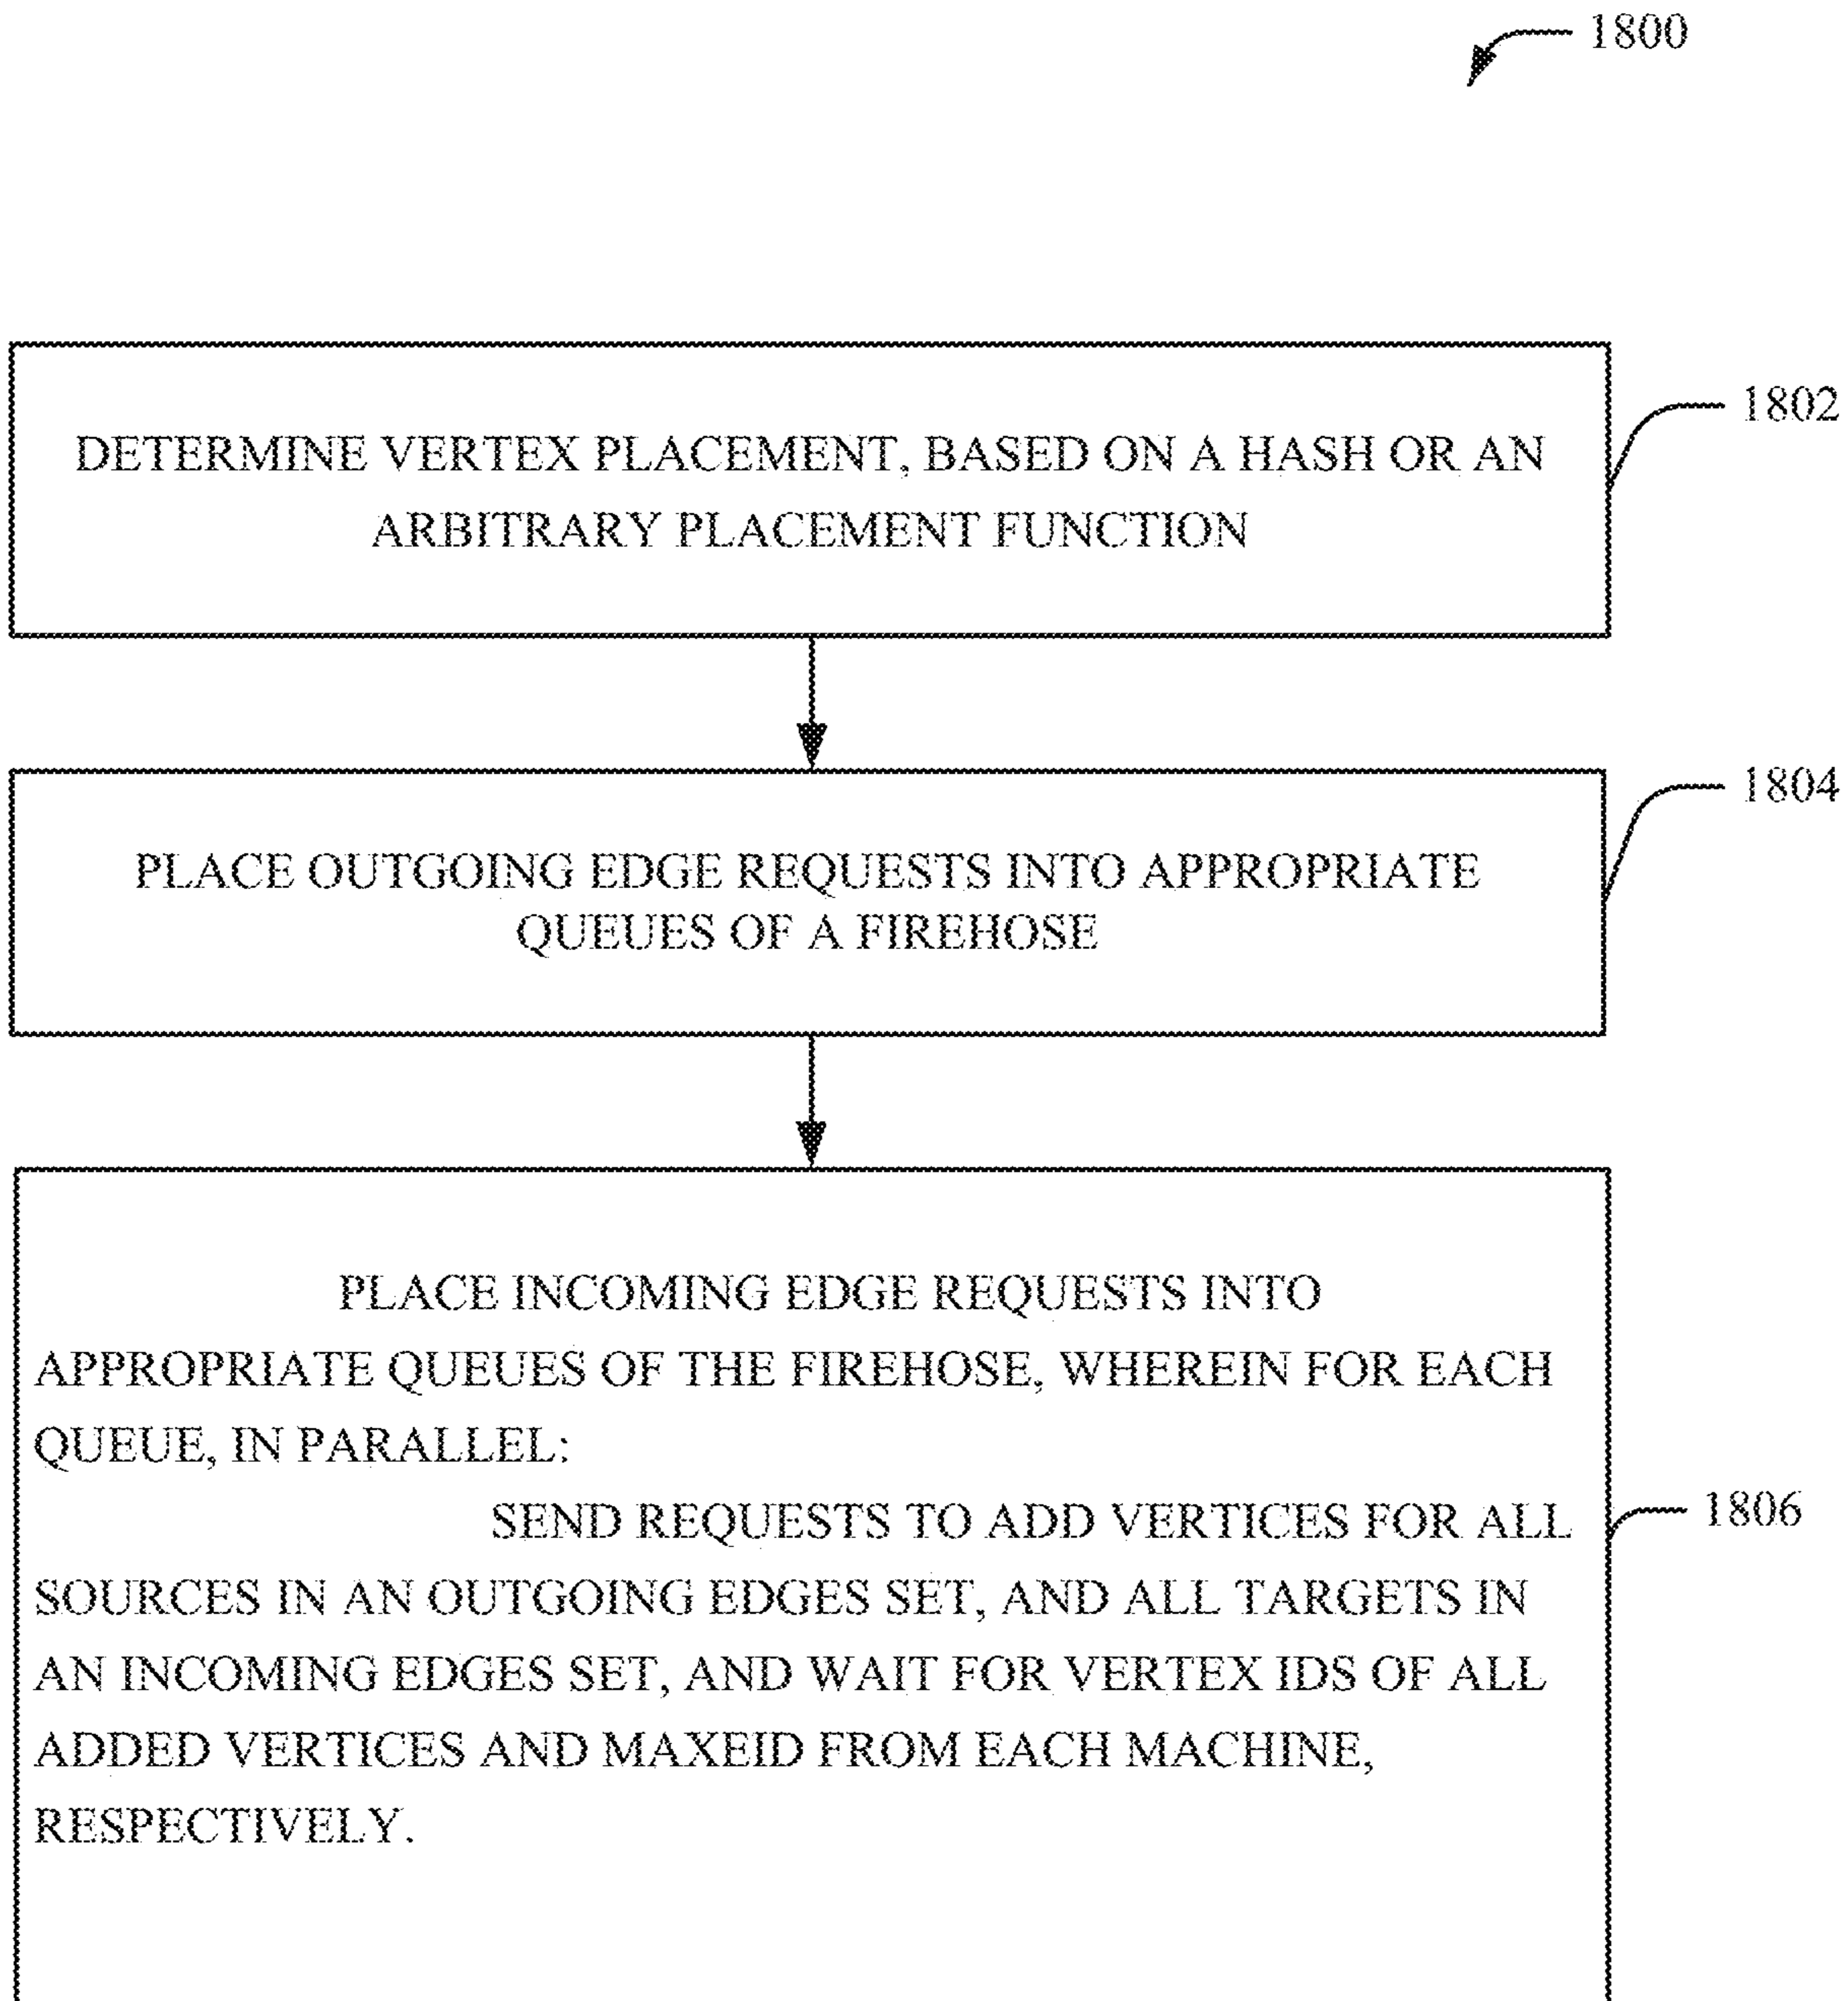 1800
DETERMINE VERTEX PLACEMENT, BASED ON A HASH OR AN
ARBITRARY PLACEMENT FUNCTION
1802
PLACE OUTGOING EDGE REQUESTS INTO APPROPRIATE
QUEUES OF A FIREHOSE
1804
PLACE INCOMING EDGE REQUESTS INTO
APPROPRIATE QUEUES OF THE FIREHOSE, WHEREIN FOR EACH
QUEUE, IN PARALLEL:
SEND REQUESTS TO ADD VERTICES FOR ALL
SOURCES IN AN OUTGOING EDGES SET, AND ALL TARGETS IN
AN INCOMING EDGES SET, AND WAIT FOR VERTEX IDS OF ALL
ADDED VERTICES AND MAXEID FROM EACH MACHINE,
RESPECTIVELY.
1806